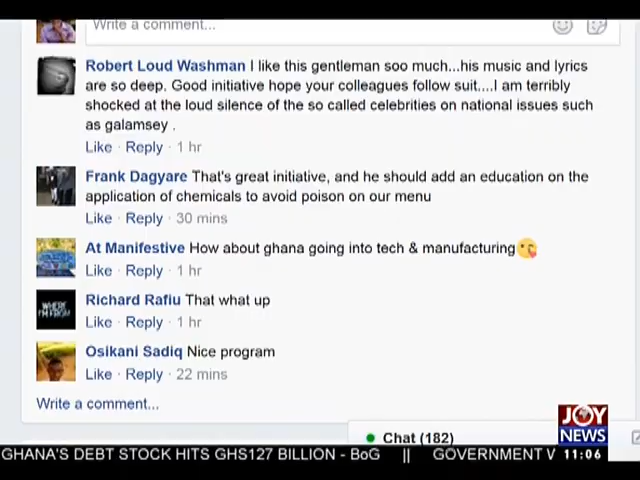 Write a comment...
Robert Loud Washman I like this gentleman soo much...his music and lyrics
are so deep. Good initiative hope your colleagues follow suit....I am terribly
shocked at the loud silence of the so called celebrities on national issues such
as galamsey .
Like · Reply · 1 hr
Frank Dagyare That's great initiative, and he should add an education on the
application of chemicals to avoid poison on our menu
Like · Reply · 30 mins
At Manifestive How about ghana going into tech & manufacturing😘
Like · Reply · 1 hr
WHERE I'M FROM
Richard Rafiu That what up
Like · Reply · 1 hr
Osikani Sadiq Nice program
Like · Reply · 22 mins
Write a comment...
Chat (182)
JOY
NEWS
GHANA'S DEBT STOCK HITS GHS127 BILLION - BoG || GOVERNMENT V
11:06